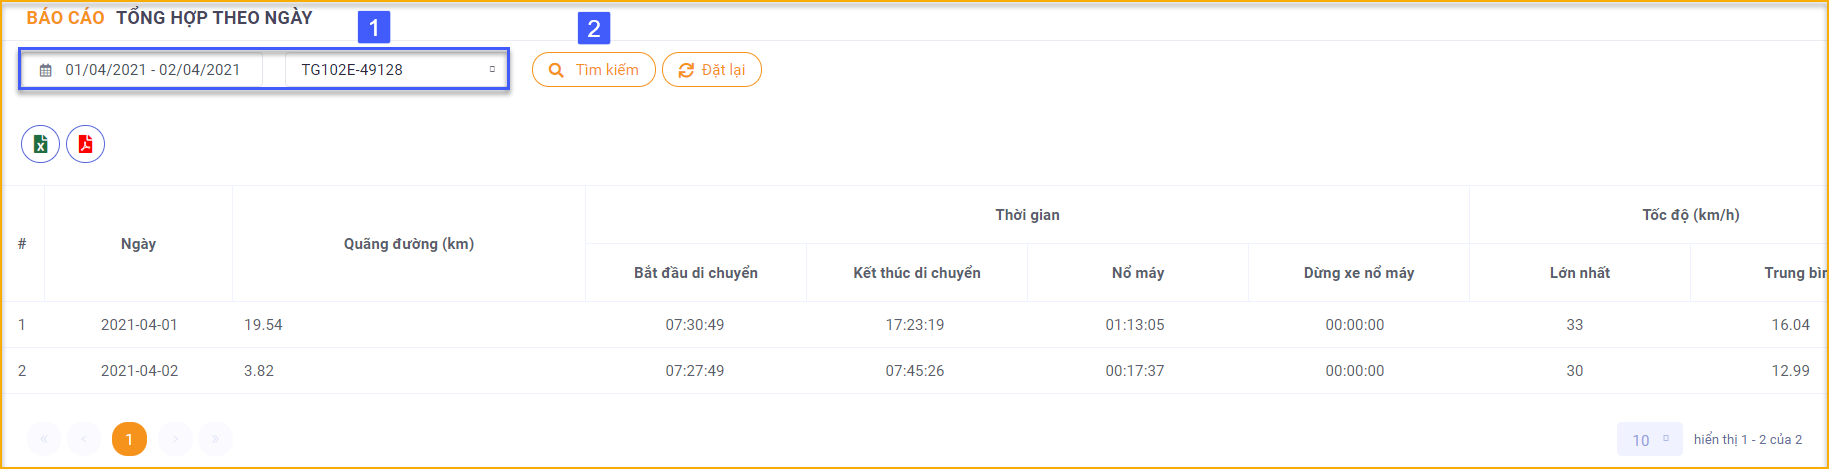 BÁO CÁO TỔNG HỢP THEO NGÀY
1 2
01/04/2021 - 02/04/2021 TG102E-49128 Tìm kiếm Đặt lại
Thời gian Tốc độ (km/h)
# Ngày Quãng đường (km)
Bắt đầu di chuyển Kết thúc di chuyển Nổ máy Dừng xe nổ máy Lớn nhất Trung bìn
1 2021-04-01 19.54 07:30:49 17:23:19 01:13:05 00:00:00 33 16.04
2 2021-04-02 3.82 07:27:49 07:45:26 00:17:37 00:00:00 30 12.99
« ‹ 1 › » 10 hiển thị 1 - 2 của 2